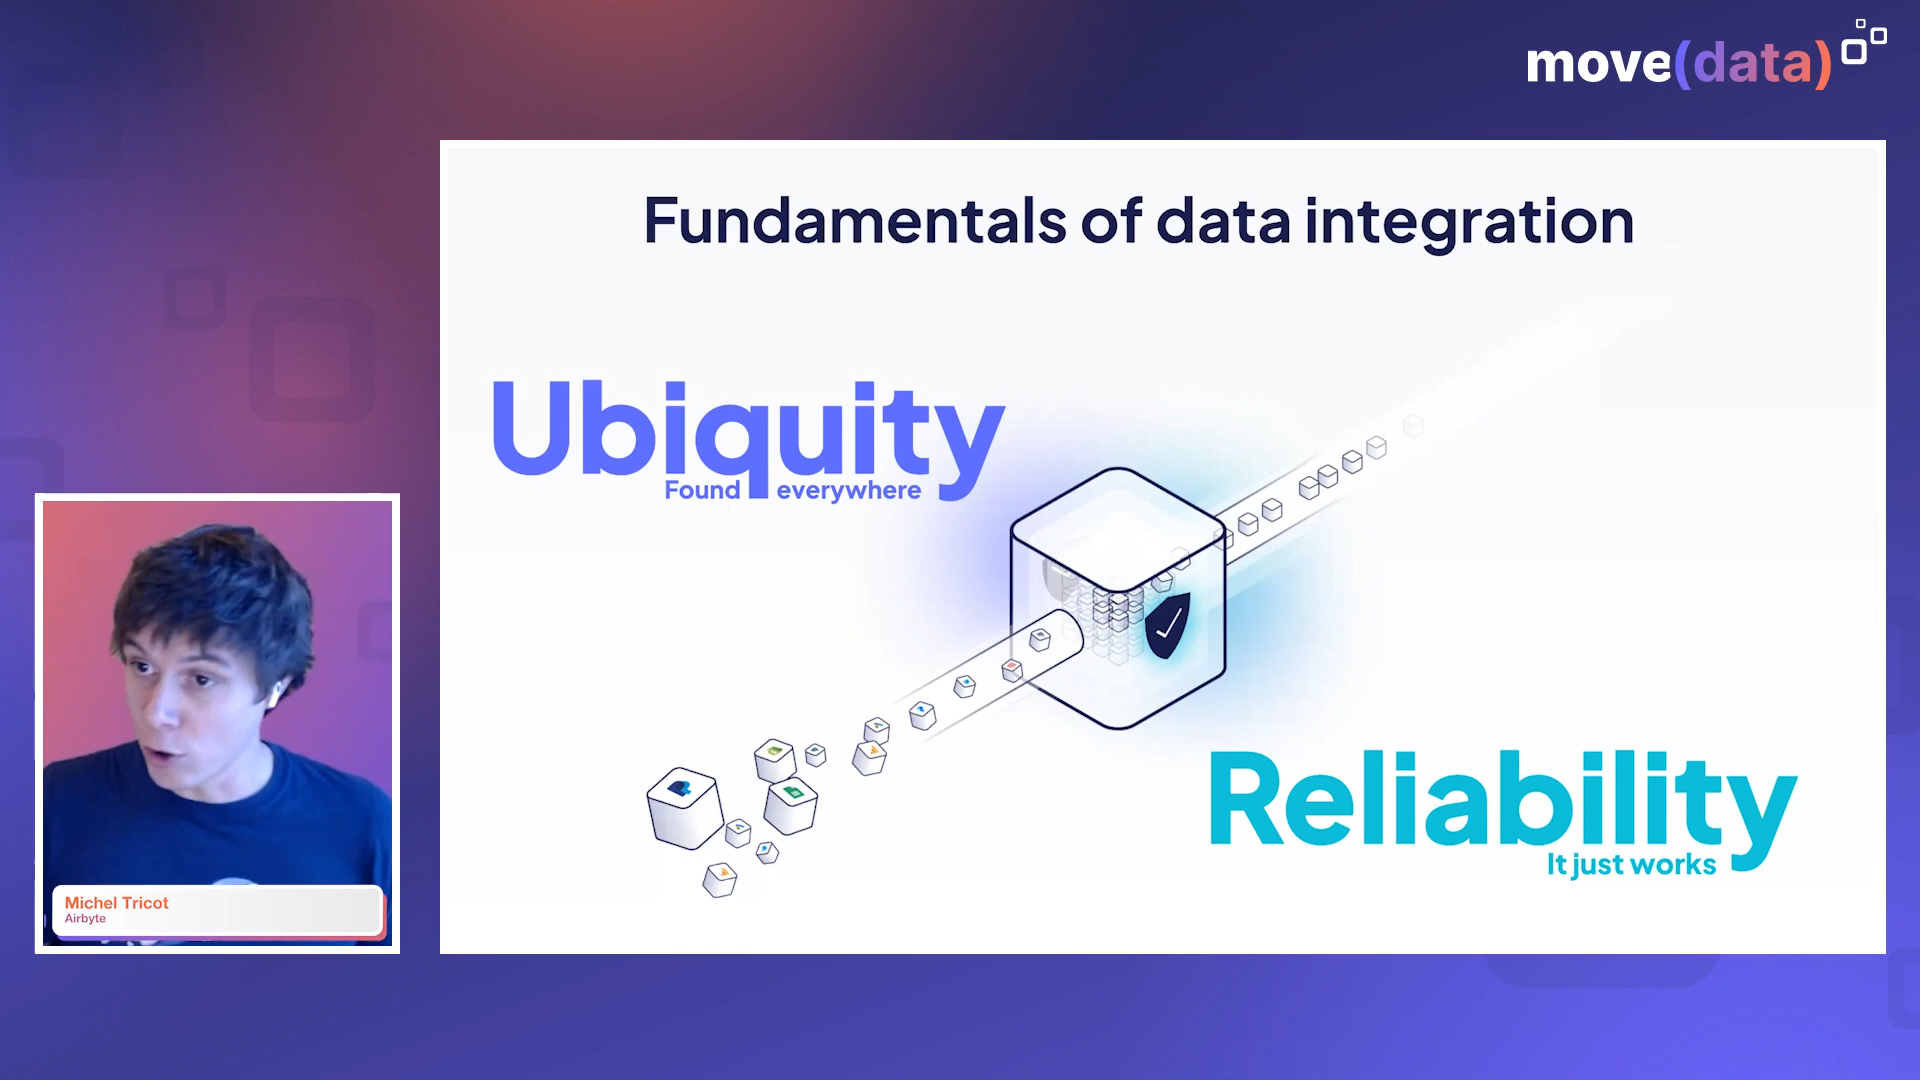 move(data)
Fundamentals of data integration
Ubiquity
Found everywhere
Reliability
It just works
Michel Tricot
Airbyte